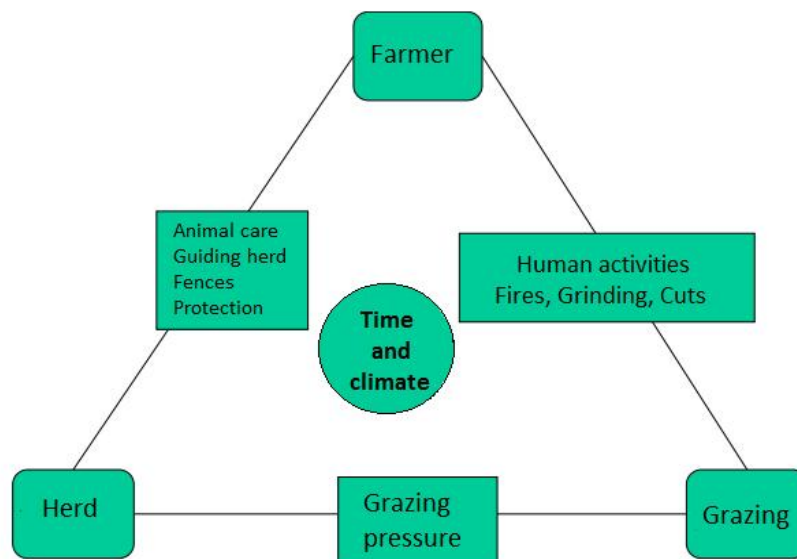 Farmer
Animal care
Guiding herd
Fences
Protection
Human activities
Fires, Grinding, Cuts
Time
and
climate
Herd
Grazing
pressure
Grazing